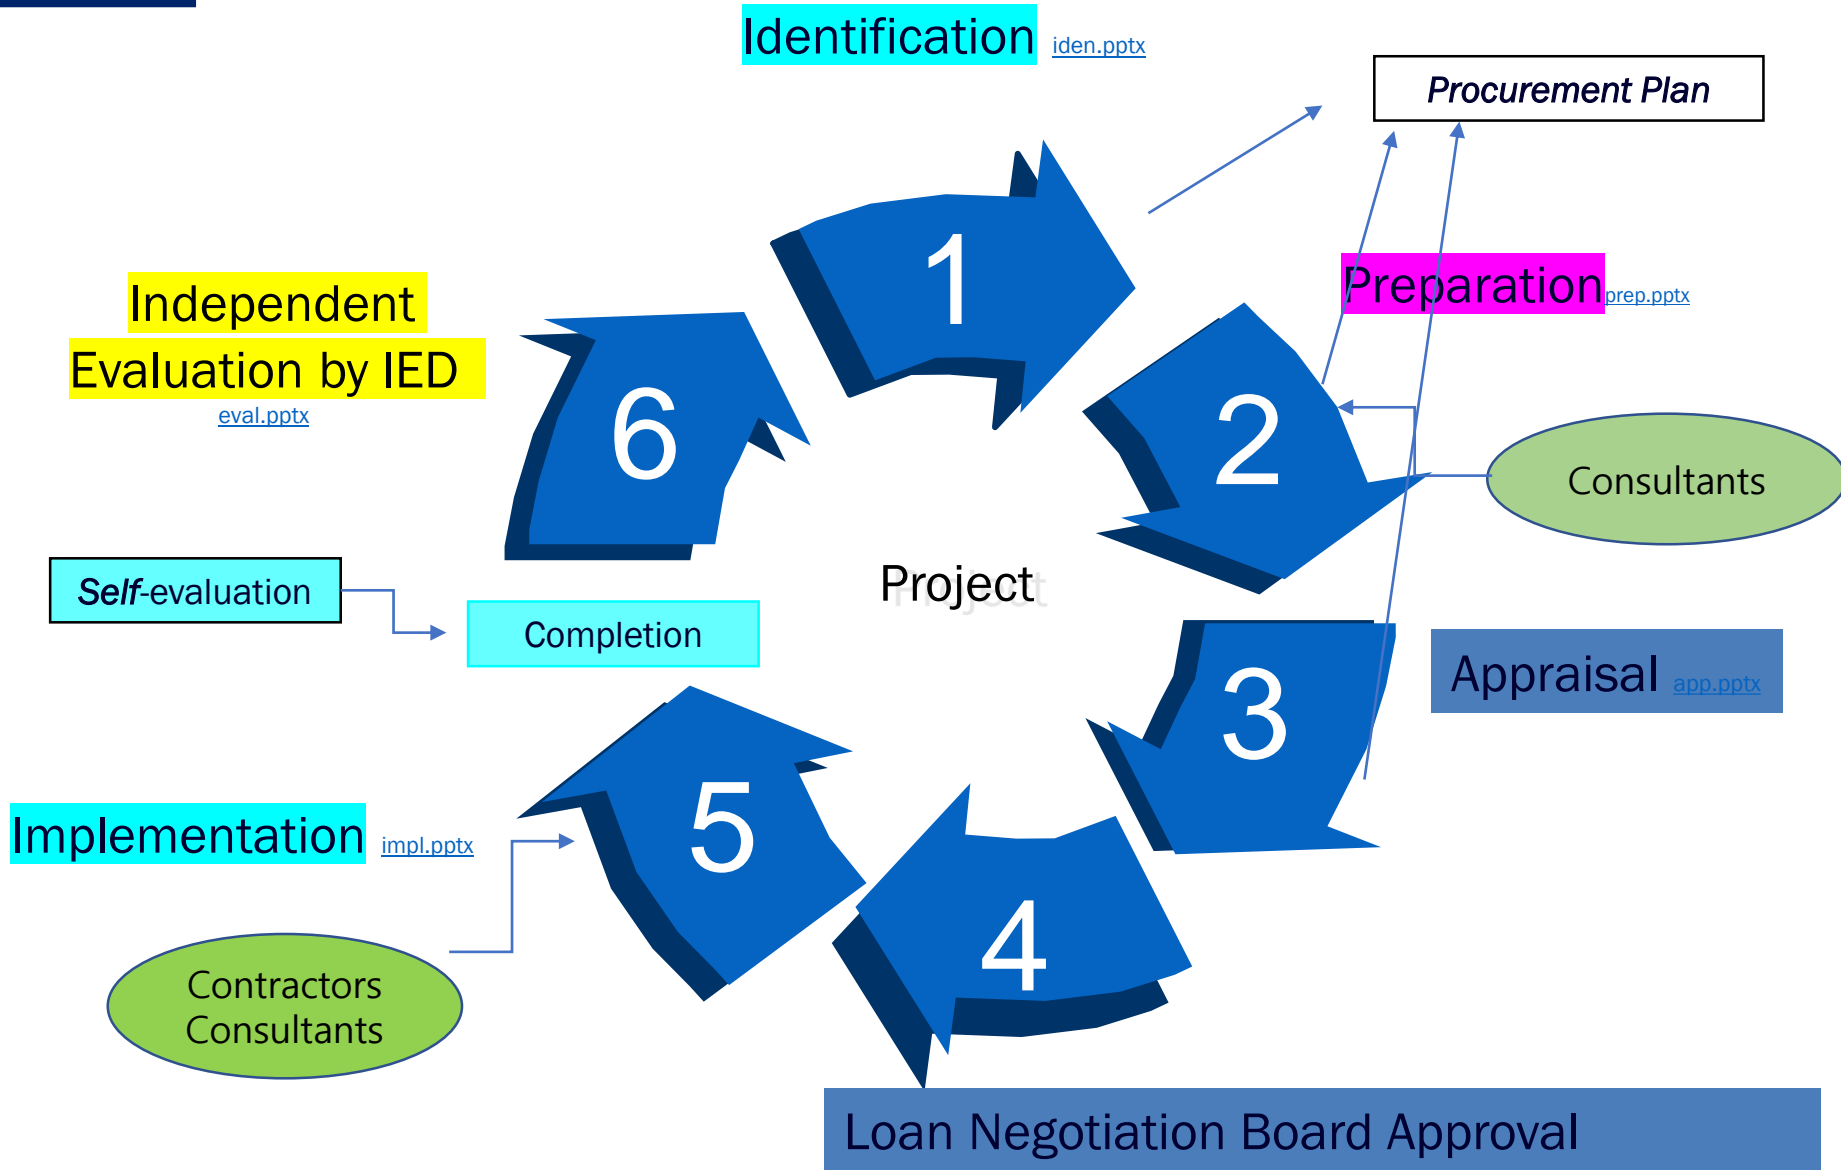 Identification iden.pptx
Procurement Plan
1
Independent
Evaluation by IED
eval.pptx
Preparation prep.pptx
6
2
Consultants
Self-evaluation
Project
Completion
Appraisal app.pptx
3
Implementation impl.pptx
5
4
Contractors
Consultants
Loan Negotiation Board Approval